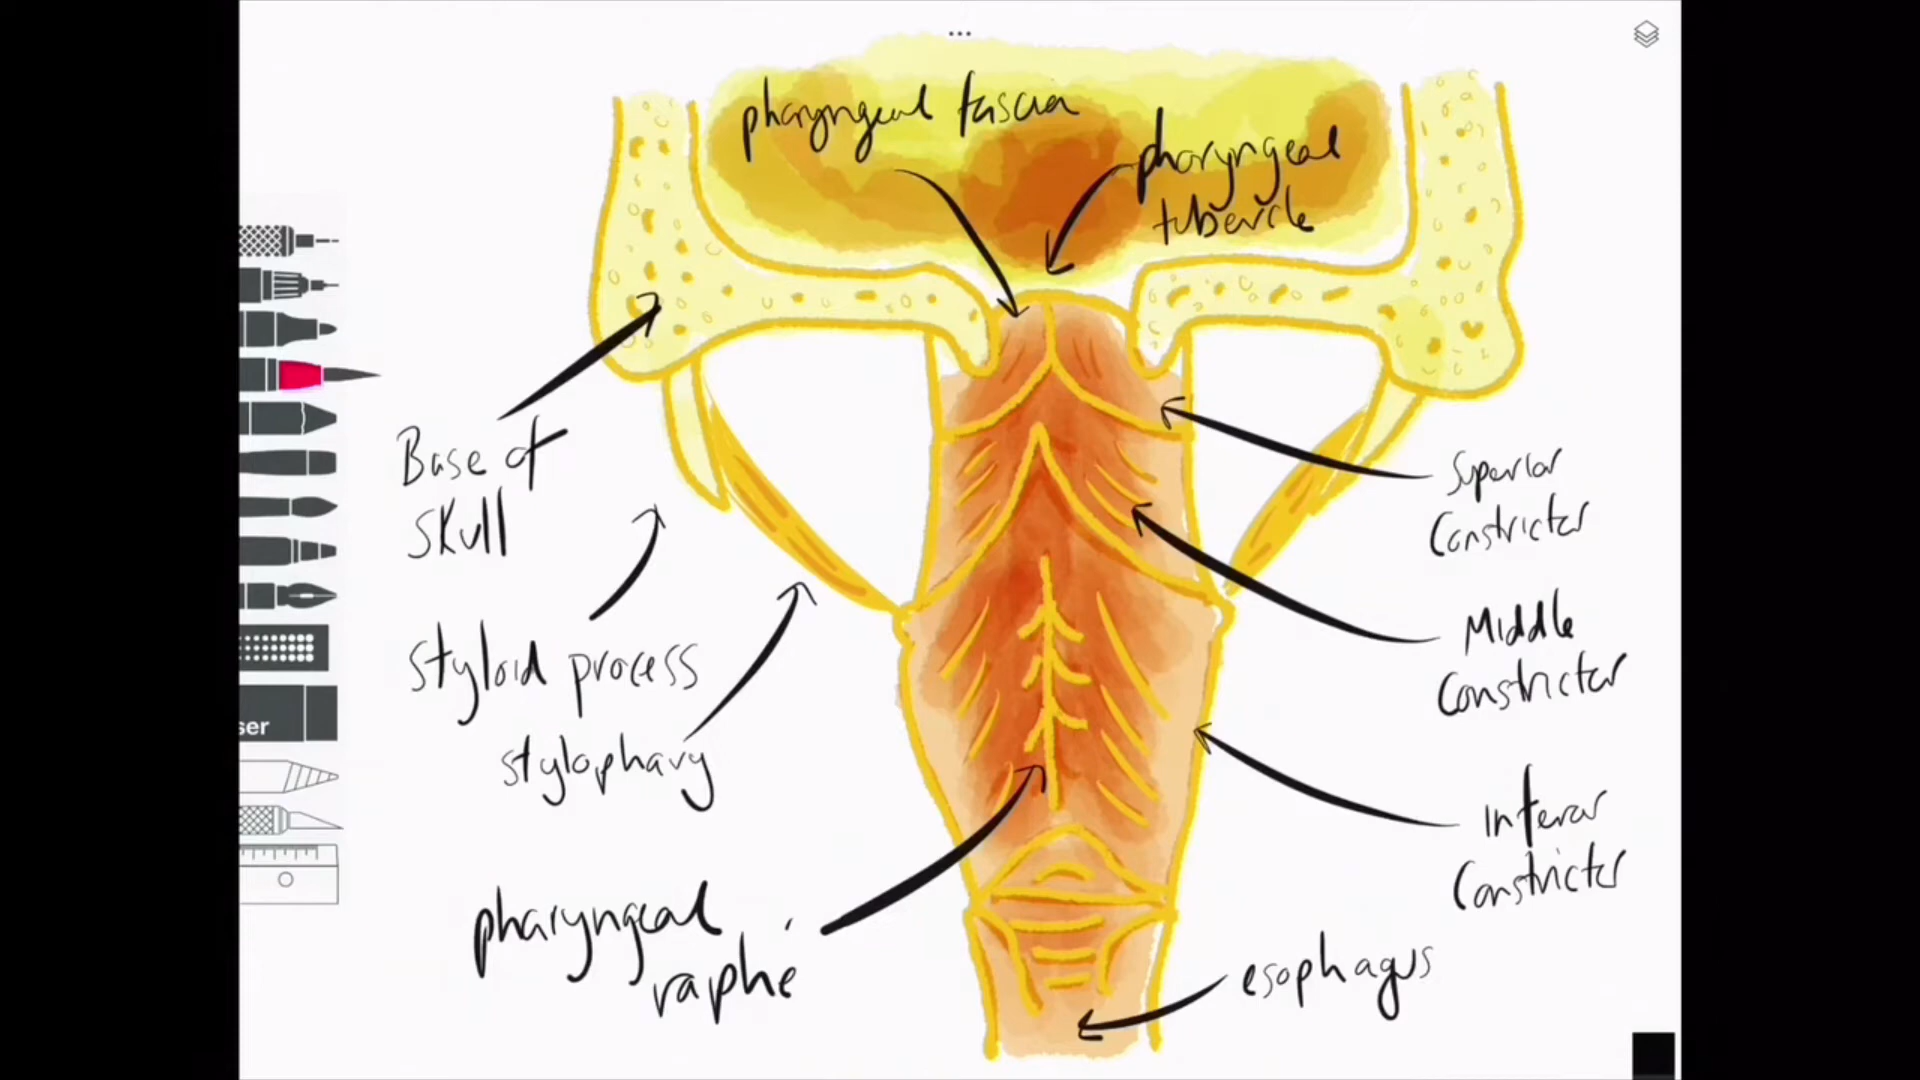 pharyngeal fascia
pharyngeal
tubercle
Base of
Skull
Superior
Constrictor
styloid process
Middle
Constrictor
stylophary
Inferior
Constrictor
pharyngeal
raphé
esophagus
ser